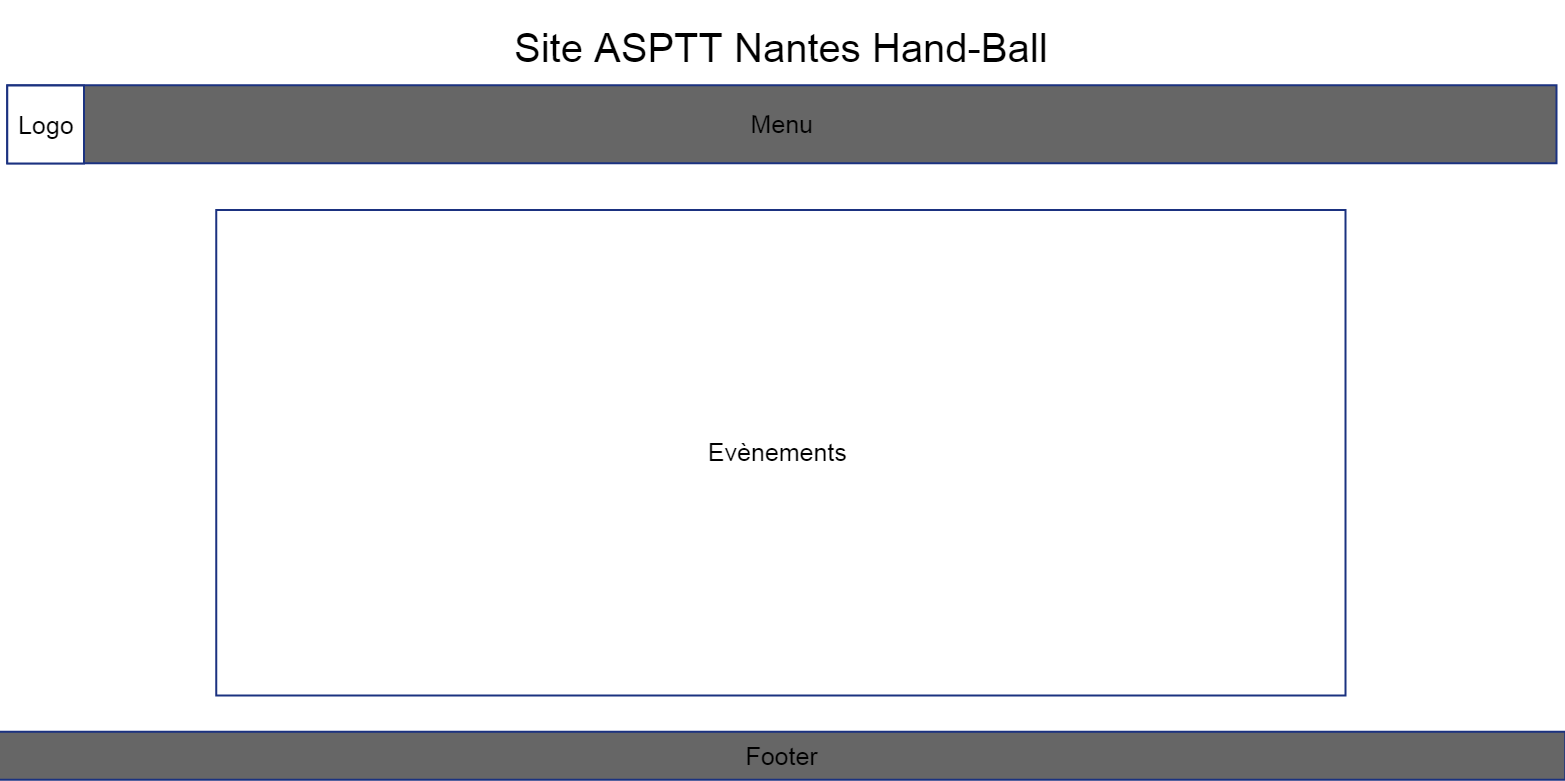 Site ASPTT Nantes Hand-Ball
Logo
Menu
Evènements
Footer